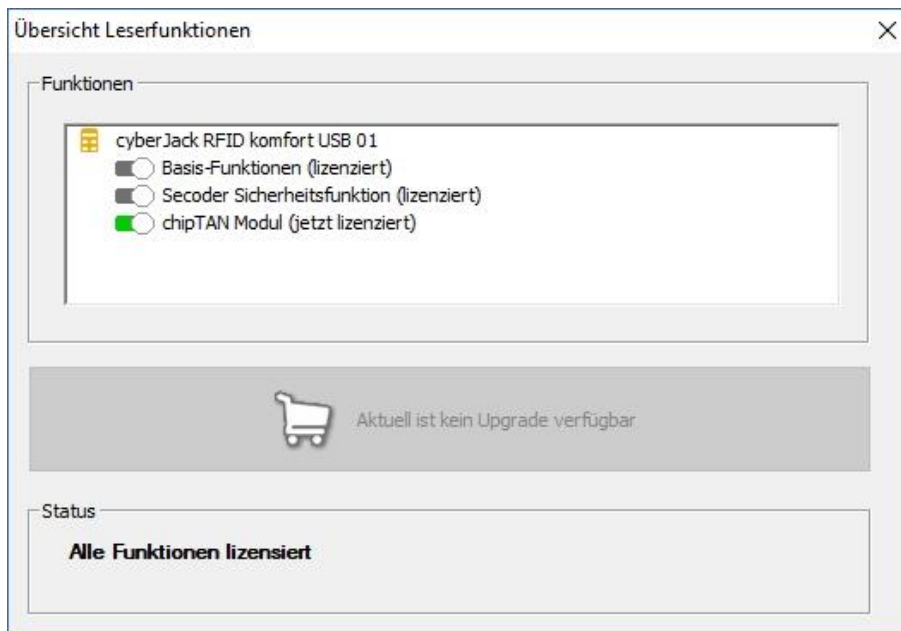 Übersicht Leserfunktionen
Funktionen
cyberJack RFID komfort USB 01
Basis-Funktionen (lizenziert)
Secoder Sicherheitsfunktion (lizenziert)
chipTAN Modul (jetzt lizenziert)
Aktuell ist kein Upgrade verfügbar
Status
Alle Funktionen lizensiert